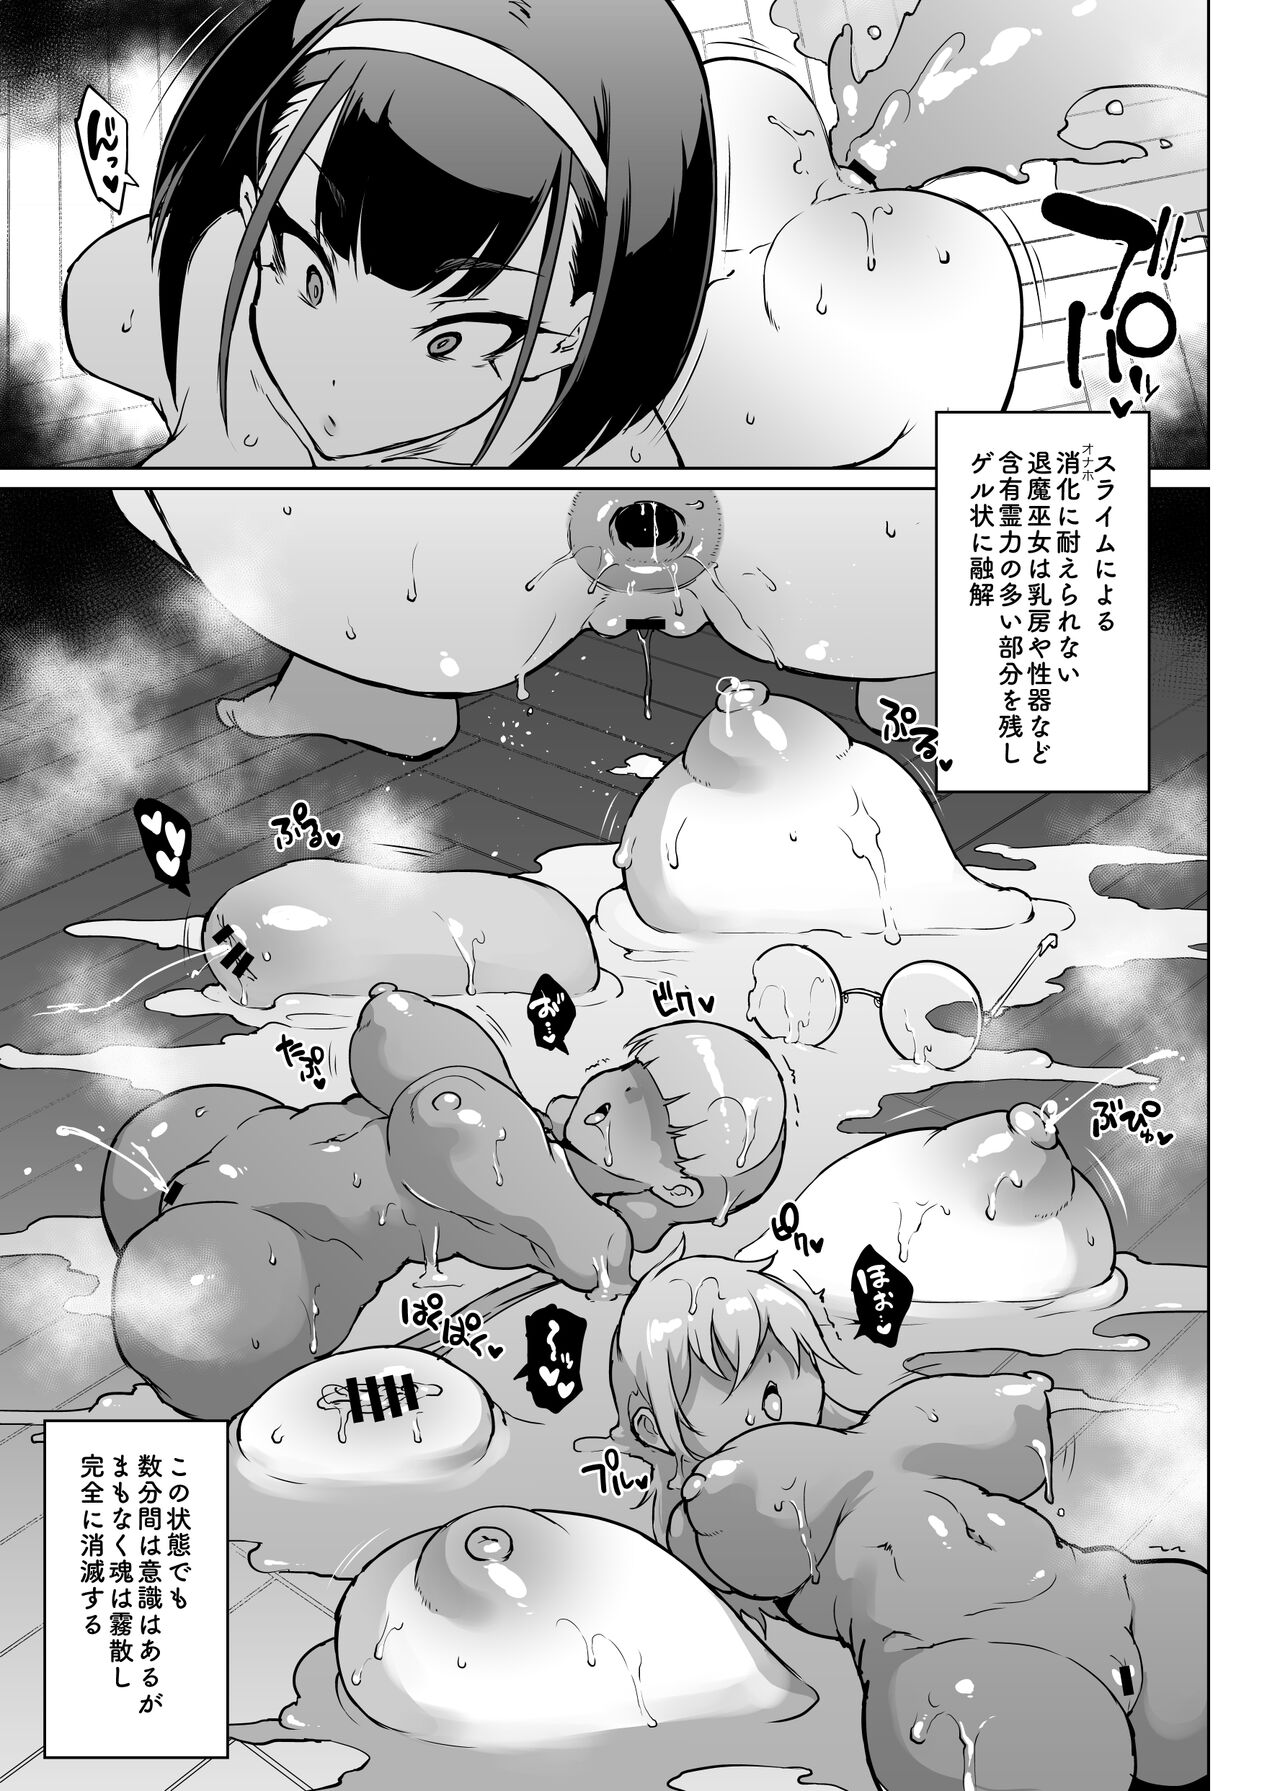 ブパパッ♥
んっ♥
スライムによる
オナホ
消化に耐えられない
退魔巫女は乳房や性器など
含有霊力の多い部分を残し
ゲル状に融解
ぷる♥
ぷる♥
お゛…♥
ビク♥
たぷ♥
ぶぴゅ♥
ビク♥
ほぉ…♥
ぱくぱく♥
〜ッ♥♥
プル♥
この状態でも
数分間は意識はあるが
まもなく魂は霧散し
完全に消滅する